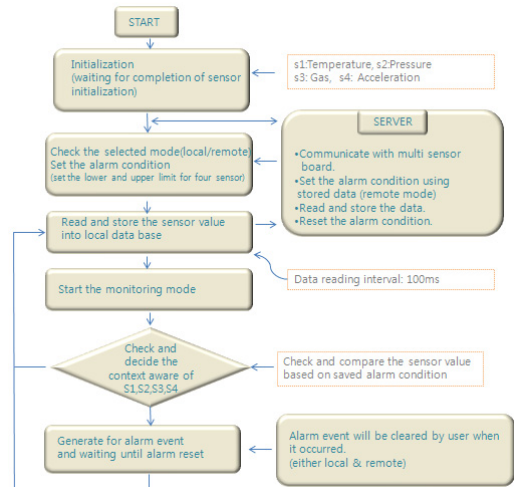 START
Initialization
(waiting for completion of sensor
initialization)
s1:Temperature, s2:Pressure
s3: Gas, s4: Acceleration
SERVER
•Communicate with multi sensor
board.
•Set the alarm condition using
stored data (remote mode)
•Read and store the data.
•Reset the alarm condition.
Check the selected mode(local/remote)
Set the alarm condition
(set the lower and upper limit for four sensor)
Read and store the sensor value
into local data base
Data reading interval: 100ms
Start the monitoring mode
Check and
decide the
context aware of
S1,S2,S3,S4
Check and compare the sensor value
based on saved alarm condition
Generate for alarm event
and waiting until alarm reset
Alarm event will be cleared by user when
it occurred.
(either local & remote)